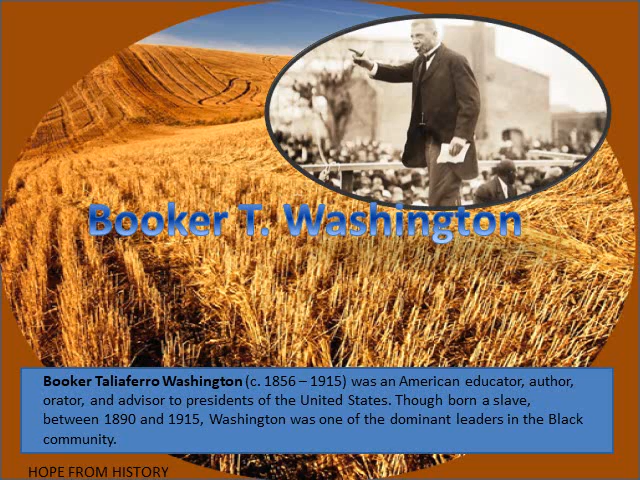 Booker T. Washington
Booker Taliaferro Washington (c. 1856 – 1915) was an American educator, author,
orator, and advisor to presidents of the United States. Though born a slave,
between 1890 and 1915, Washington was one of the dominant leaders in the Black
community.
HOPE FROM HISTORY